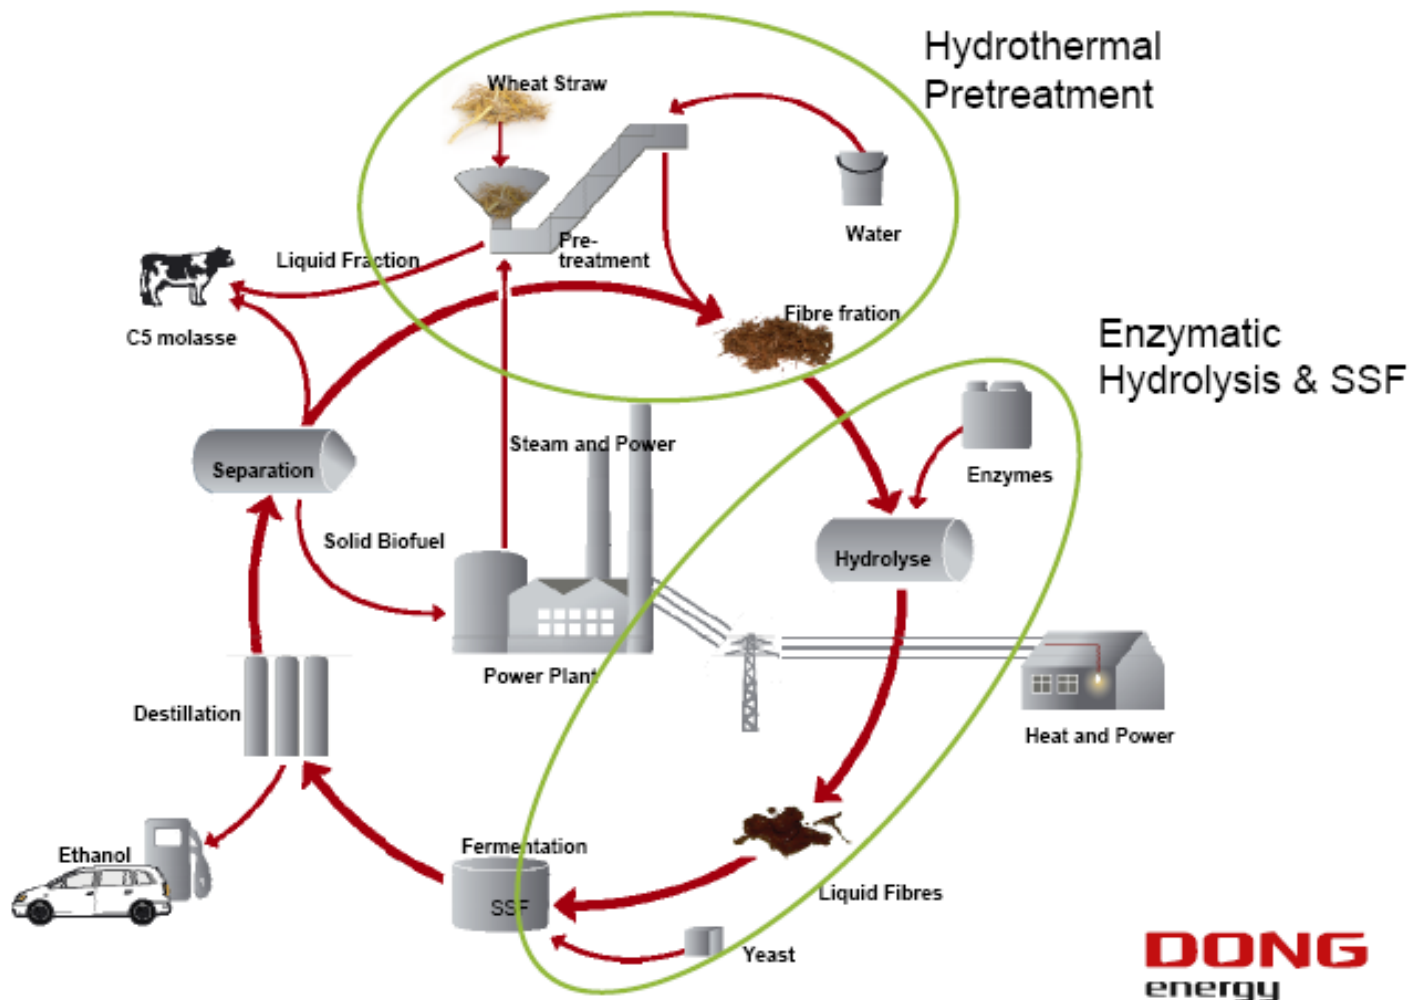 Hydrothermal
Pretreatment
Wheat Straw
Water
Pre-
treatment
Liquid Fraction
C5 molasse
Fibre fration
Enzymatic
Hydrolysis & SSF
Steam and Power
Separation
Enzymes
Solid Biofuel
Hydrolyse
Power Plant
Destillation
Heat and Power
Fermentation
Ethanol
SSF
Liquid Fibres
Yeast
DONG
energy